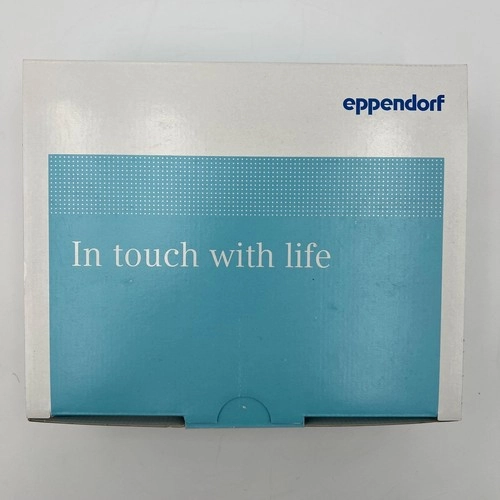 eppendorf
In touch with life